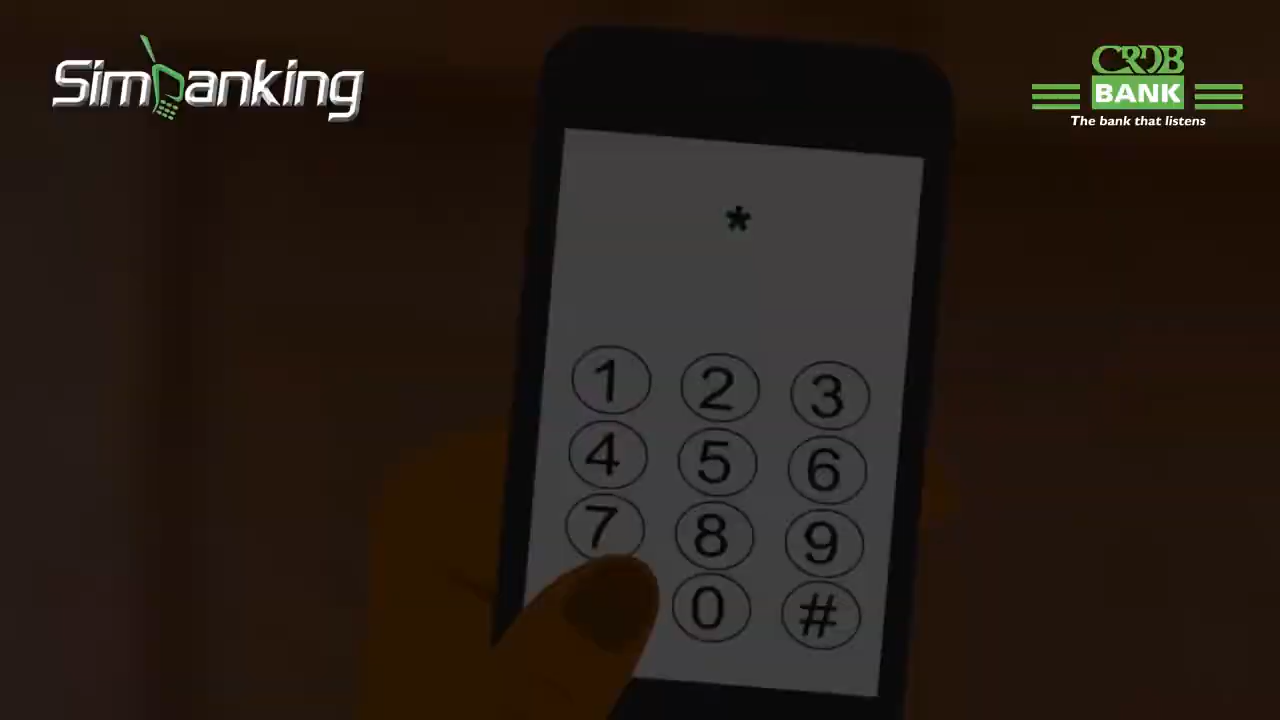 Simbanking
CRDB
BANK
The bank that listens
*
1 2 3
4 5 6
7 8 9
0 #